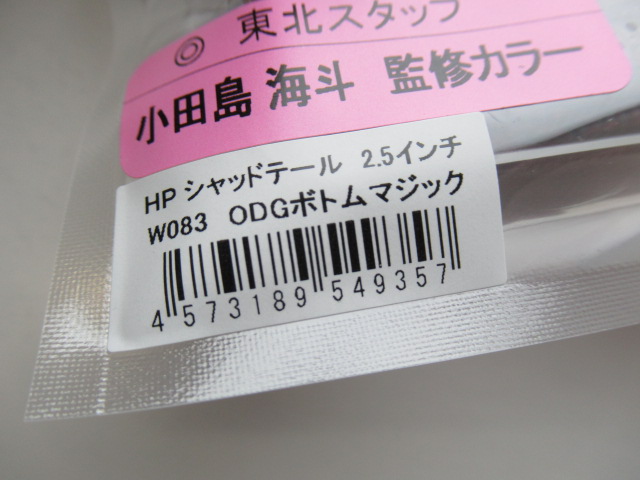 ◎ 東北スタッフ
小田島 海斗 監修カラー
HP シャッドテール 2.5インチ
W083 ODGボトムマジック
4 573189 549357